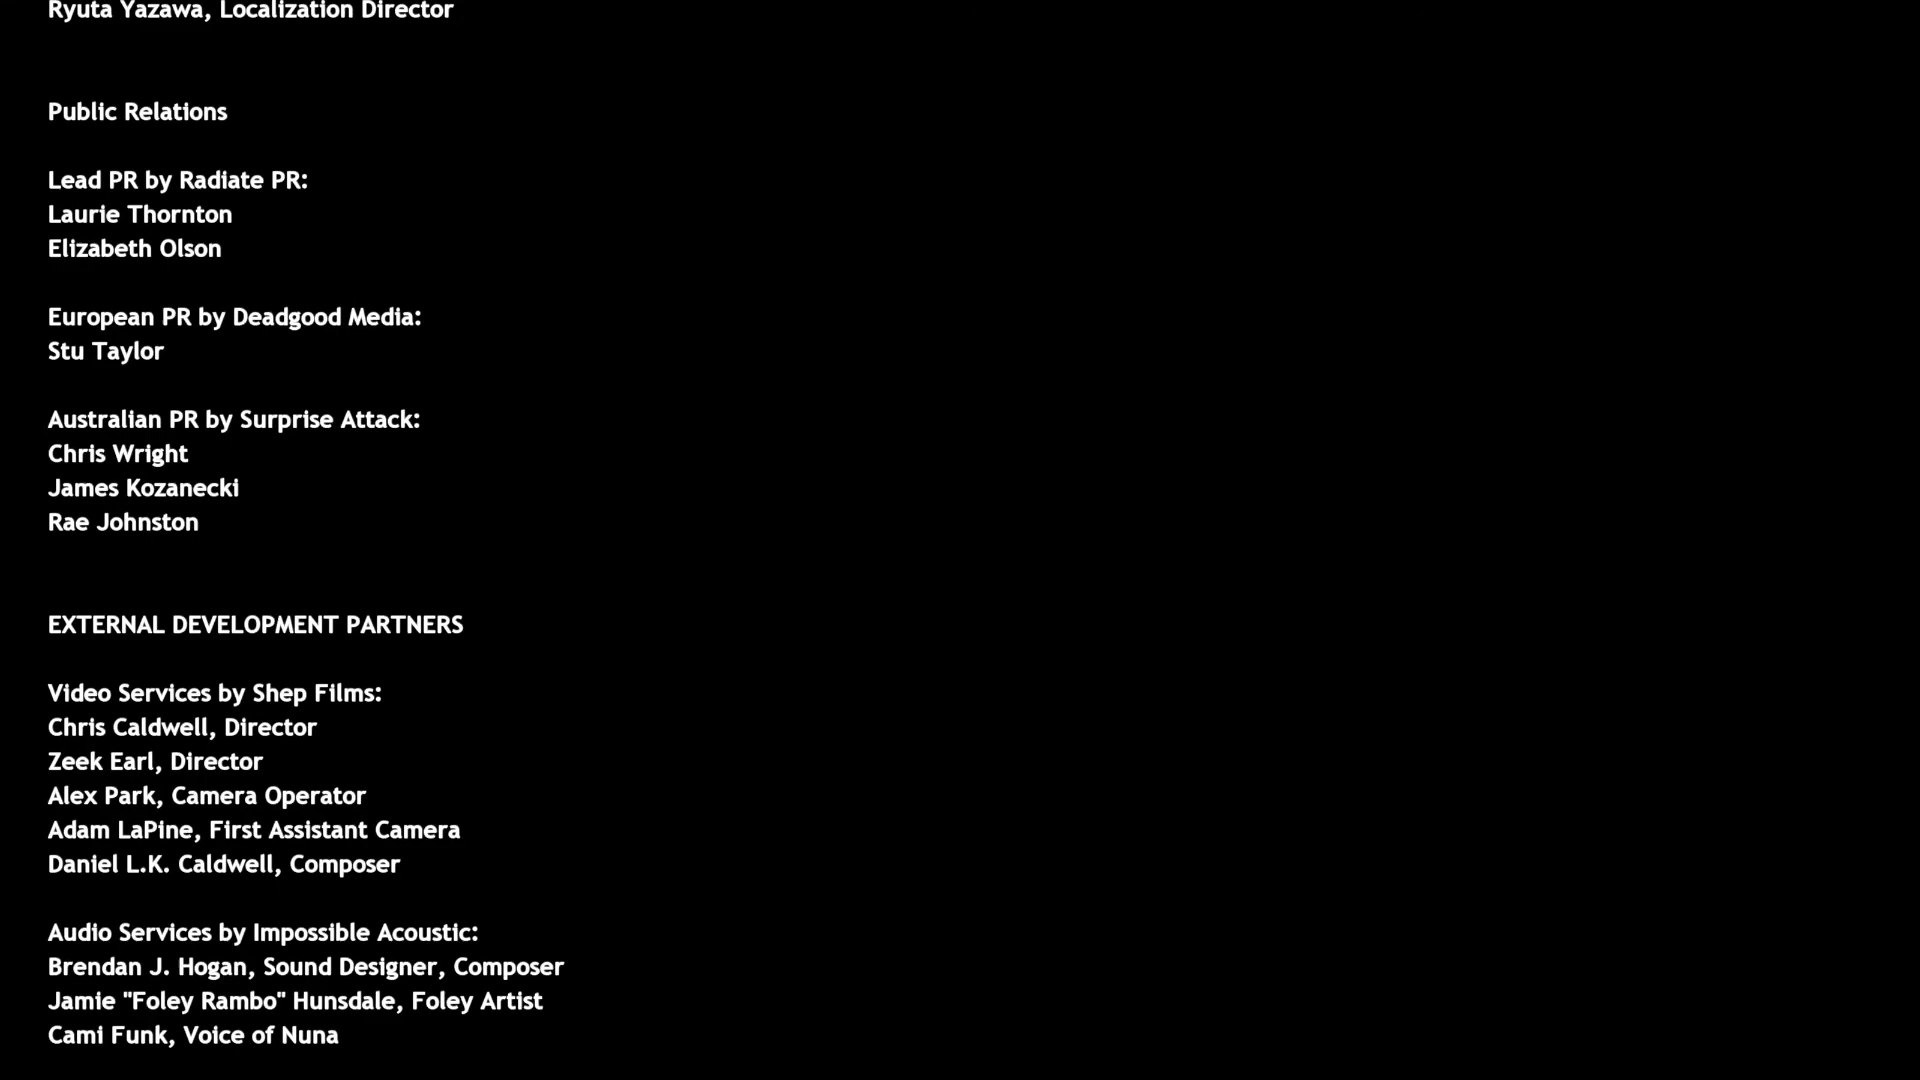 Ryuta Yazawa, Localization Director
Public Relations
Lead PR by Radiate PR:
Laurie Thornton
Elizabeth Olson
European PR by Deadgood Media:
Stu Taylor
Australian PR by Surprise Attack:
Chris Wright
James Kozanecki
Rae Johnston
EXTERNAL DEVELOPMENT PARTNERS
Video Services by Shep Films:
Chris Caldwell, Director
Zeek Earl, Director
Alex Park, Camera Operator
Adam LaPine, First Assistant Camera
Daniel L.K. Caldwell, Composer
Audio Services by Impossible Acoustic:
Brendan J. Hogan, Sound Designer, Composer
Jamie "Foley Rambo" Hunsdale, Foley Artist
Cami Funk, Voice of Nuna